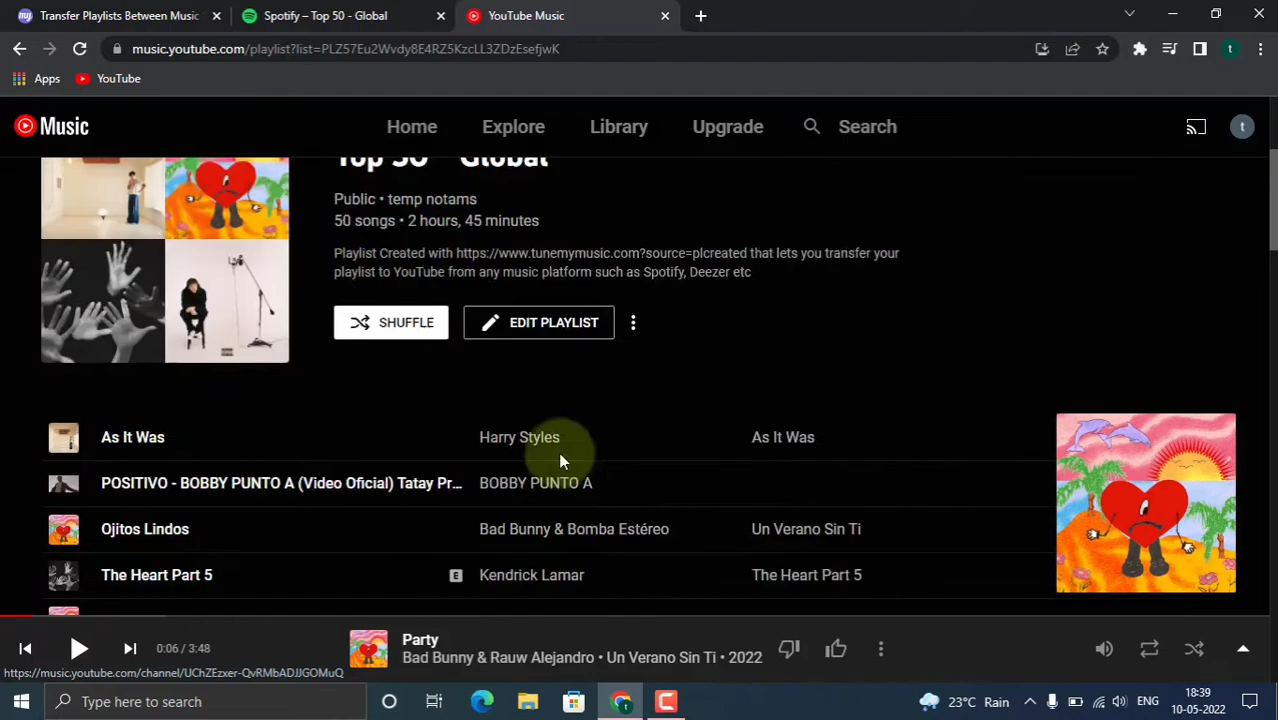 Transfer Playlists Between Music
Spotify – Top 50 - Global
YouTube Music
music.youtube.com/playlist?list=PLZ57Eu2Wvdy8E4RZ5KzcLL3ZDzEsefjwK
t
Apps
YouTube
Music
Home
Explore
Library
Upgrade
Search
t
Top 50 - Global
Public • temp notams
50 songs • 2 hours, 45 minutes
Playlist Created with https://www.tunemymusic.com?source=plcreated that lets you transfer your
playlist to YouTube from any music platform such as Spotify, Deezer etc
SHUFFLE
EDIT PLAYLIST
As It Was
Harry Styles
As It Was
POSITIVO - BOBBY PUNTO A (Video Oficial) Tatay Pr...
BOBBY PUNTO A
Ojitos Lindos
Bad Bunny & Bomba Estéreo
Un Verano Sin Ti
The Heart Part 5
E
Kendrick Lamar
The Heart Part 5
0:06 / 3:48
Party
Bad Bunny & Rauw Alejandro • Un Verano Sin Ti • 2022
https://music.youtube.com/channel/UChZEzxer-QvRMbADJJGOMuQ
Type here to search
23°C Rain
ENG
18:39
10-05-2022